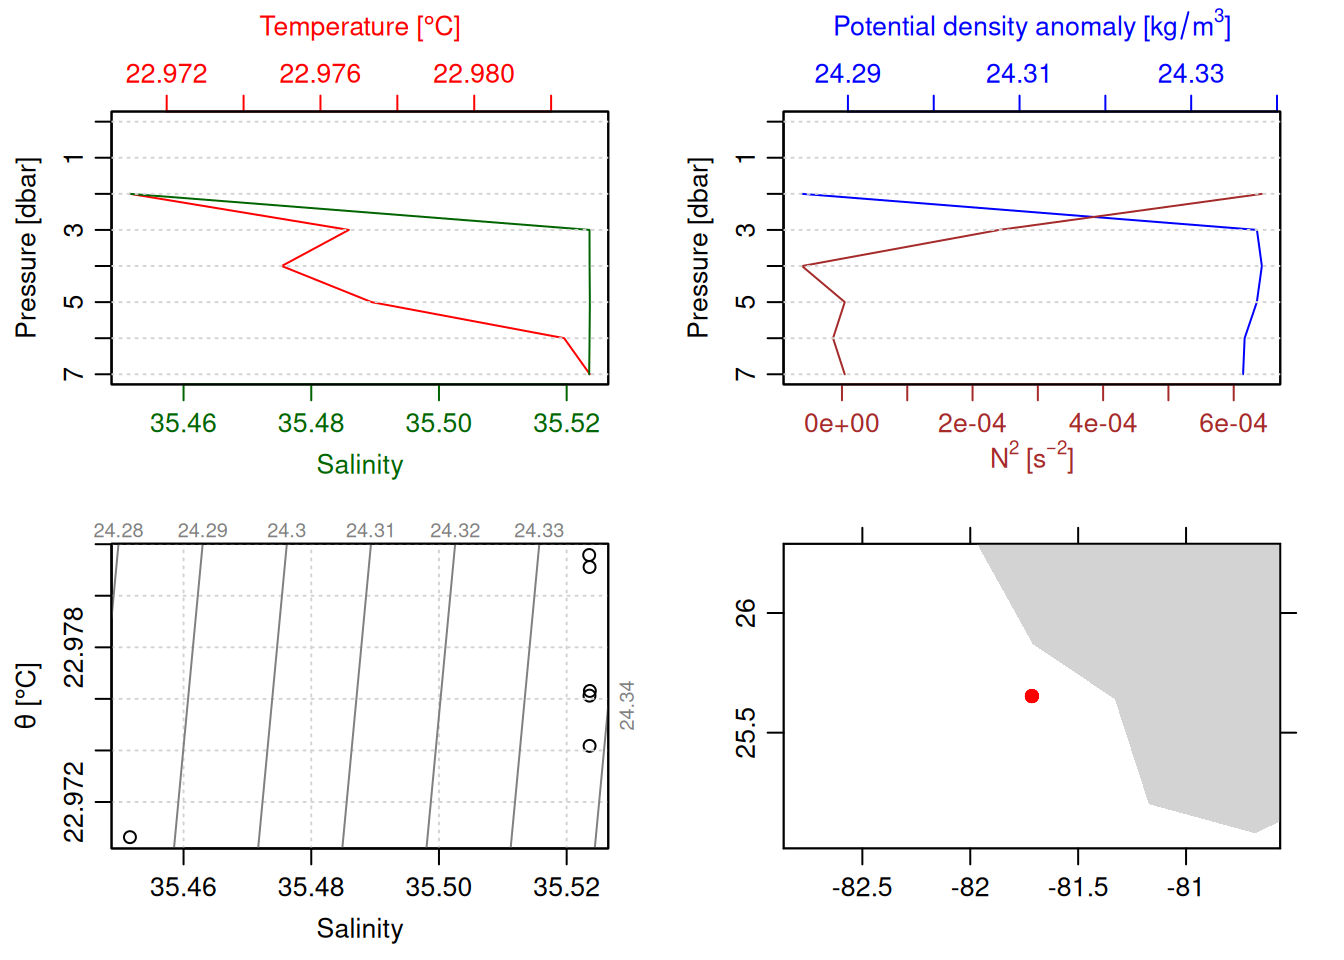 Temperature [°C]
22.972 22.976 22.980
Pressure [dbar]
1
3
5
7
35.46 35.48 35.50 35.52
Salinity
Potential density anomaly [kg/m³]
24.29 24.31 24.33
Pressure [dbar]
1
3
5
7
0e+00 2e-04 4e-04 6e-04
N² [s⁻²]
24.28 24.29 24.3 24.31 24.32 24.33
24.34
θ [°C]
22.978
22.972
35.46 35.48 35.50 35.52
Salinity
26
25.5
-82.5 -82 -81.5 -81